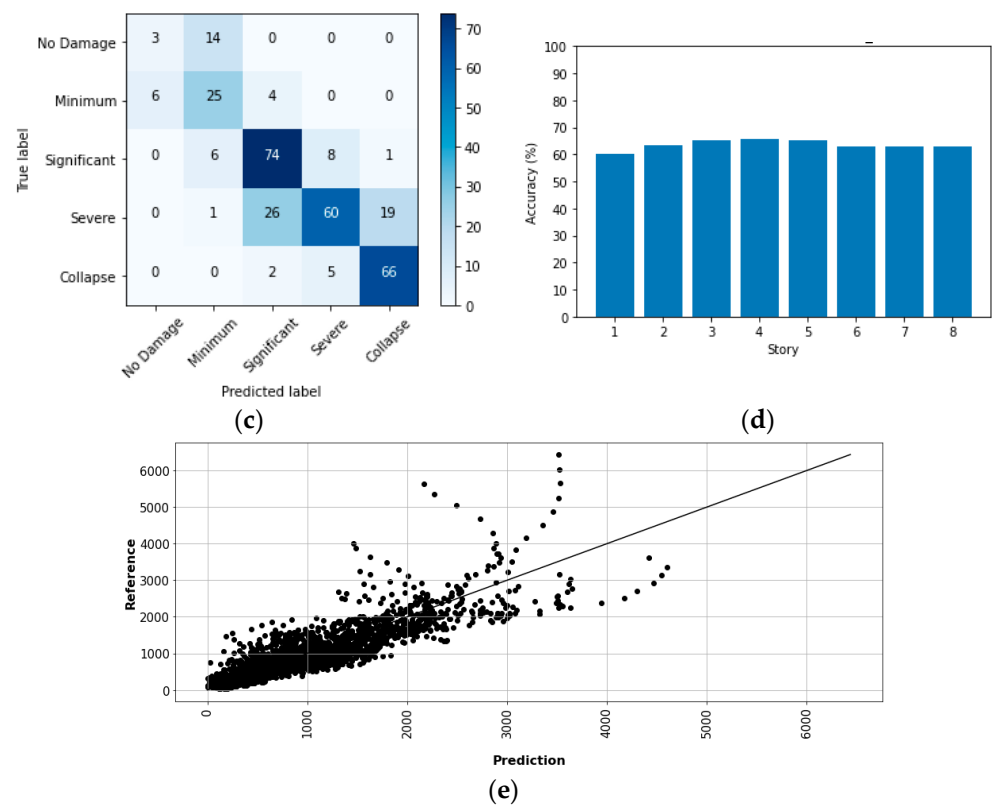 No Damage 3 14 0 0 0
Minimum 6 25 4 0 0
Significant 0 6 74 8 1
Severe 0 1 26 60 19
Collapse 0 0 2 5 66
True label
No Damage Minimum Significant Severe Collapse
Predicted label
70
60
50
40
30
20
10
0
(c)
100
90
80
70
60
50
40
30
20
10
0
Accuracy (%)
1 2 3 4 5 6 7 8
Story
(d)
6000
5000
4000
3000
2000
1000
0
Reference
0 1000 2000 3000 4000 5000 6000
Prediction
(e)